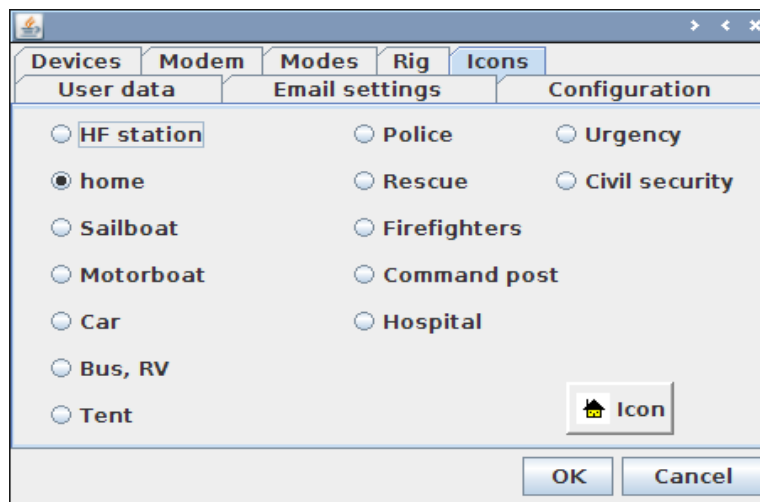 Devices Modem Modes Rig Icons
User data Email settings Configuration
HF station Police Urgency
home Rescue Civil security
Sailboat Firefighters
Motorboat Command post
Car Hospital
Bus, RV
Tent
Icon
OK Cancel